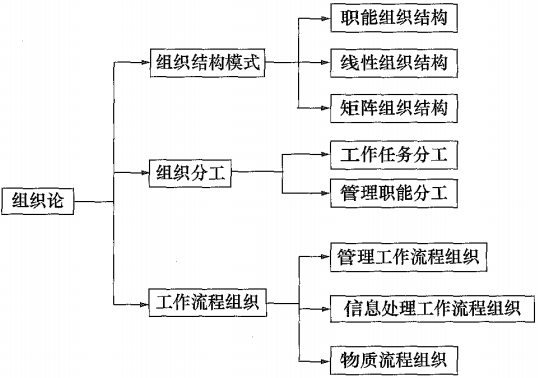 职能组织结构
组织结构模式
线性组织结构
矩阵组织结构
工作任务分工
组织分工
管理职能分工
组织论
管理工作流程组织
工作流程组织
信息处理工作流程组织
物质流程组织